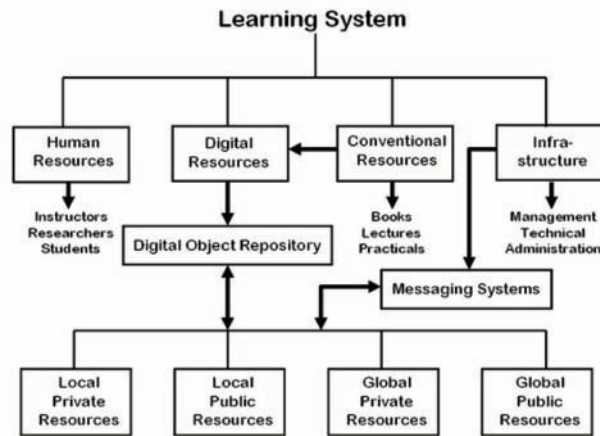 Learning System
Human
Resources
Digital
Resources
Conventional
Resources
Infra-
structure
Instructors
Researchers
Students
Books
Lectures
Practicals
Management
Technical
Administration
Digital Object Repository
Messaging Systems
Local
Private
Resources
Local
Public
Resources
Global
Private
Resources
Global
Public
Resources